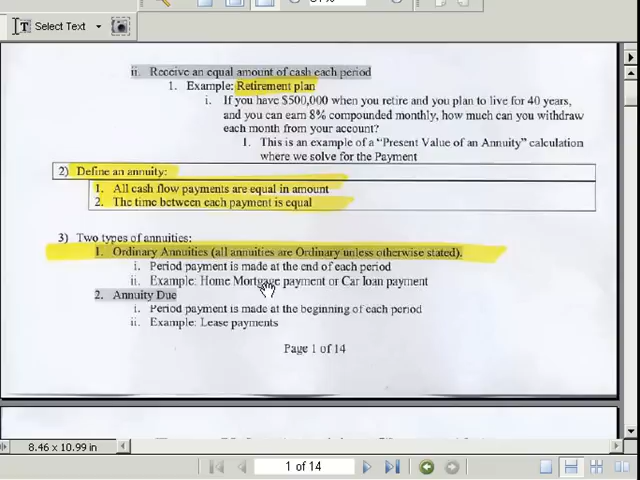 Select Text
ii. Receive an equal amount of cash each period
1. Example: Retirement plan
i. If you have $500,000 when you retire and you plan to live for 40 years,
and you can earn 8% compounded monthly, how much can you withdraw
each month from your account?
1. This is an example of a “Present Value of an Annuity” calculation
where we solve for the Payment
2) Define an annuity:
1. All cash flow payments are equal in amount
2. The time between each payment is equal
3) Two types of annuities:
1. Ordinary Annuities (all annuities are Ordinary unless otherwise stated).
i. Period payment is made at the end of each period
ii. Example: Home Mortgage payment or Car loan payment
2. Annuity Due
i. Period payment is made at the beginning of each period
ii. Example: Lease payments
Page 1 of 14
8.46 x 10.99 in
1 of 14